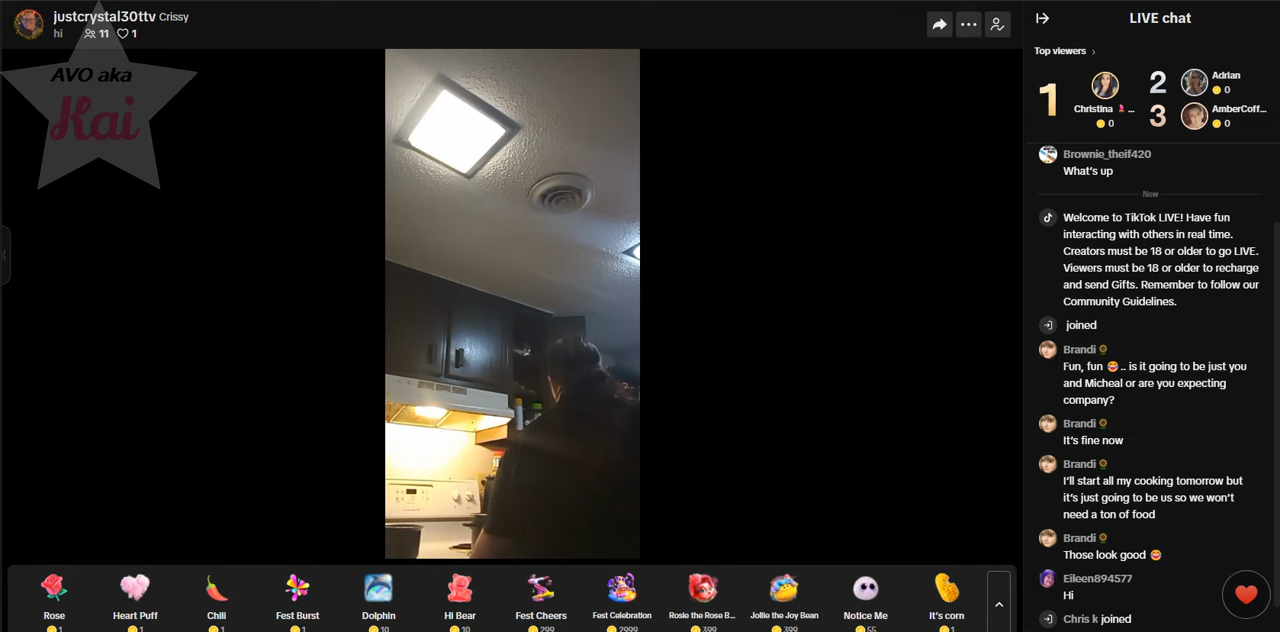 justcrystal30ttv Crissy
hi 11 1
AVO aka
Kai
LIVE chat
Top viewers
1
Christina ...
0
2
Adrian
0
3
AmberCoff...
0
Brownie_theif420
What's up
Now
Welcome to TikTok LIVE! Have fun
interacting with others in real time.
Creators must be 18 or older to go LIVE.
Viewers must be 18 or older to recharge
and send Gifts. Remember to follow our
Community Guidelines.
joined
Brandi
Fun, fun 😂 .. is it going to be just you
and Micheal or are you expecting
company?
Brandi
It's fine now
Brandi
I'll start all my cooking tomorrow but
it's just going to be us so we won't
need a ton of food
Brandi
Those look good 😂
Eileen894577
Hi
Chris k joined
Rose
1
Heart Puff
1
Chili
1
Fest Burst
1
Dolphin
10
Hi Bear
10
Fest Cheers
299
Fest Celebration
2999
Rosie the Rose B...
399
Jollie the Joy Bean
399
Notice Me
55
It's corn
1